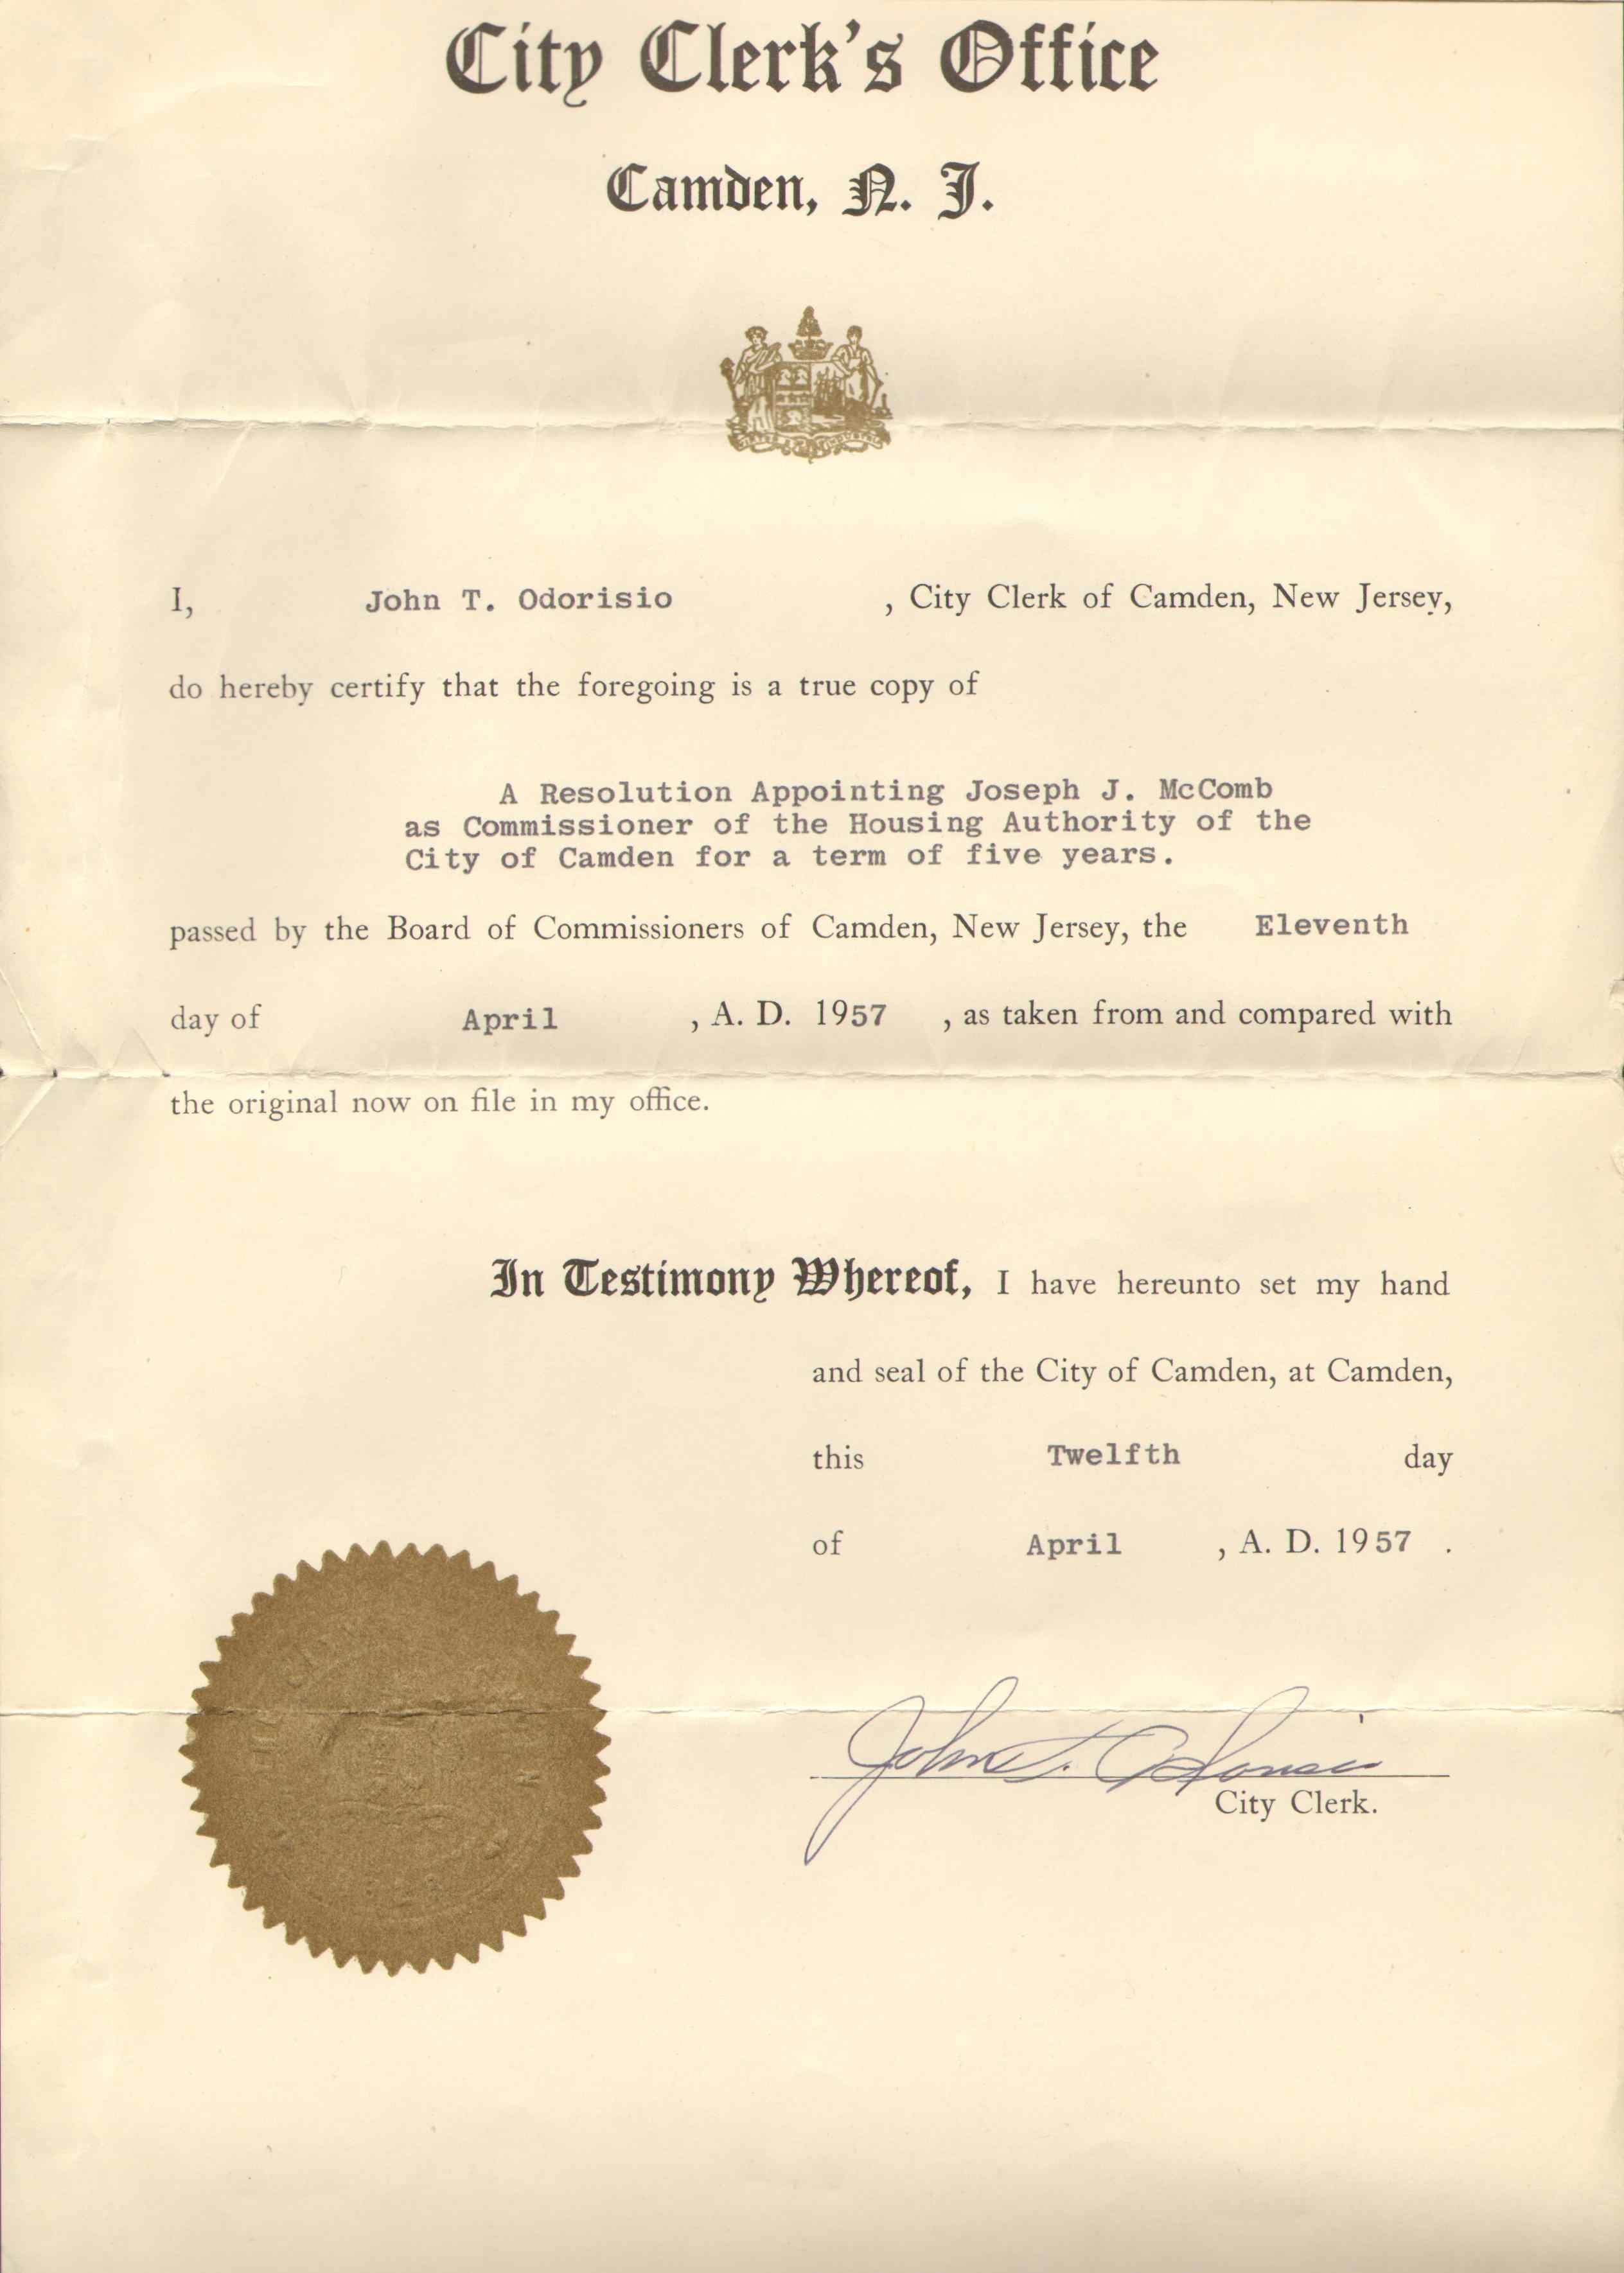 City Clerk's Office
Camden, N. J.
I, John T. Odorisio , City Clerk of Camden, New Jersey,
do hereby certify that the foregoing is a true copy of
A Resolution Appointing Joseph J. McComb
as Commissioner of the Housing Authority of the
City of Camden for a term of five years.
passed by the Board of Commissioners of Camden, New Jersey, the Eleventh
day of April , A. D. 1957 , as taken from and compared with
the original now on file in my office.
In Testimony Whereof, I have hereunto set my hand
and seal of the City of Camden, at Camden,
this Twelfth day
of April , A. D. 1957 .
John T. Odorisio
City Clerk.